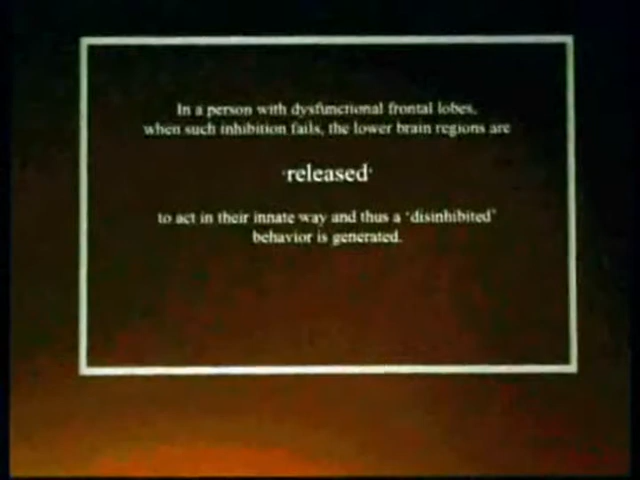 In a person with dysfunctional frontal lobes,
when such inhibition fails, the lower brain regions are
'released'
to act in their innate way and thus a 'disinhibited'
behavior is generated.